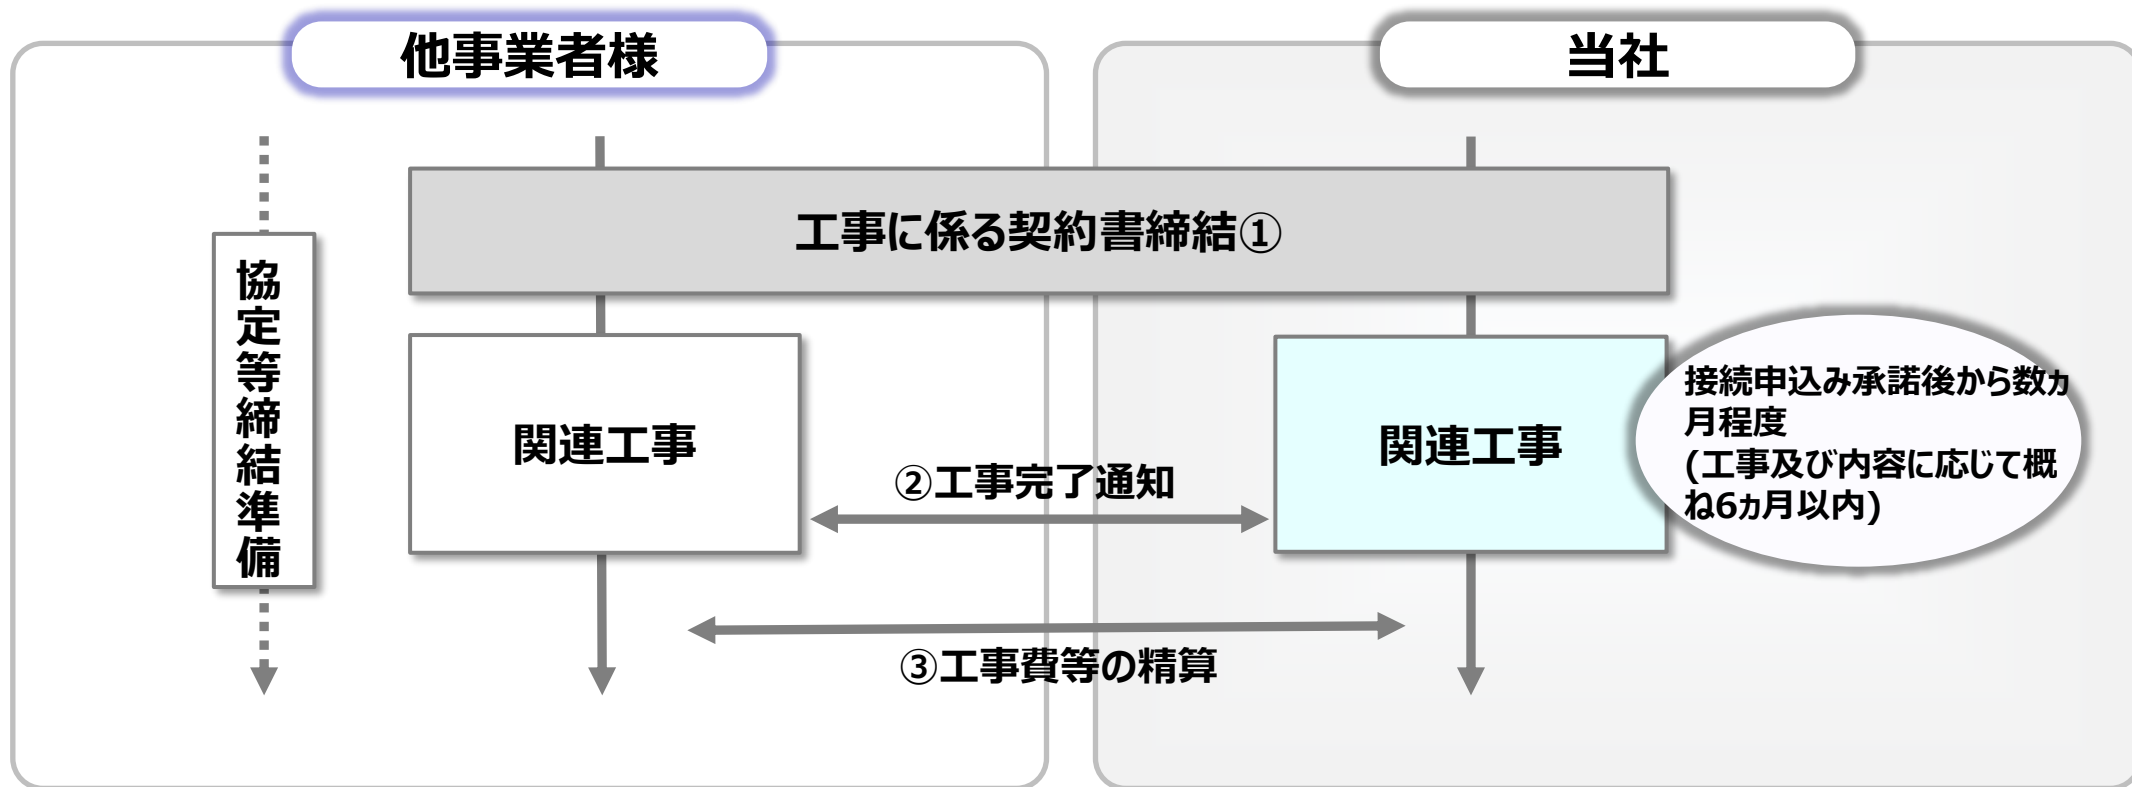 他事業者様
当社
工事に係る契約書締結①
協定等締結準備
関連工事
関連工事
接続申込み承諾後から数ヵ
月程度
(工事及び内容に応じて概
ね6ヵ月以内)
②工事完了通知
③工事費等の精算